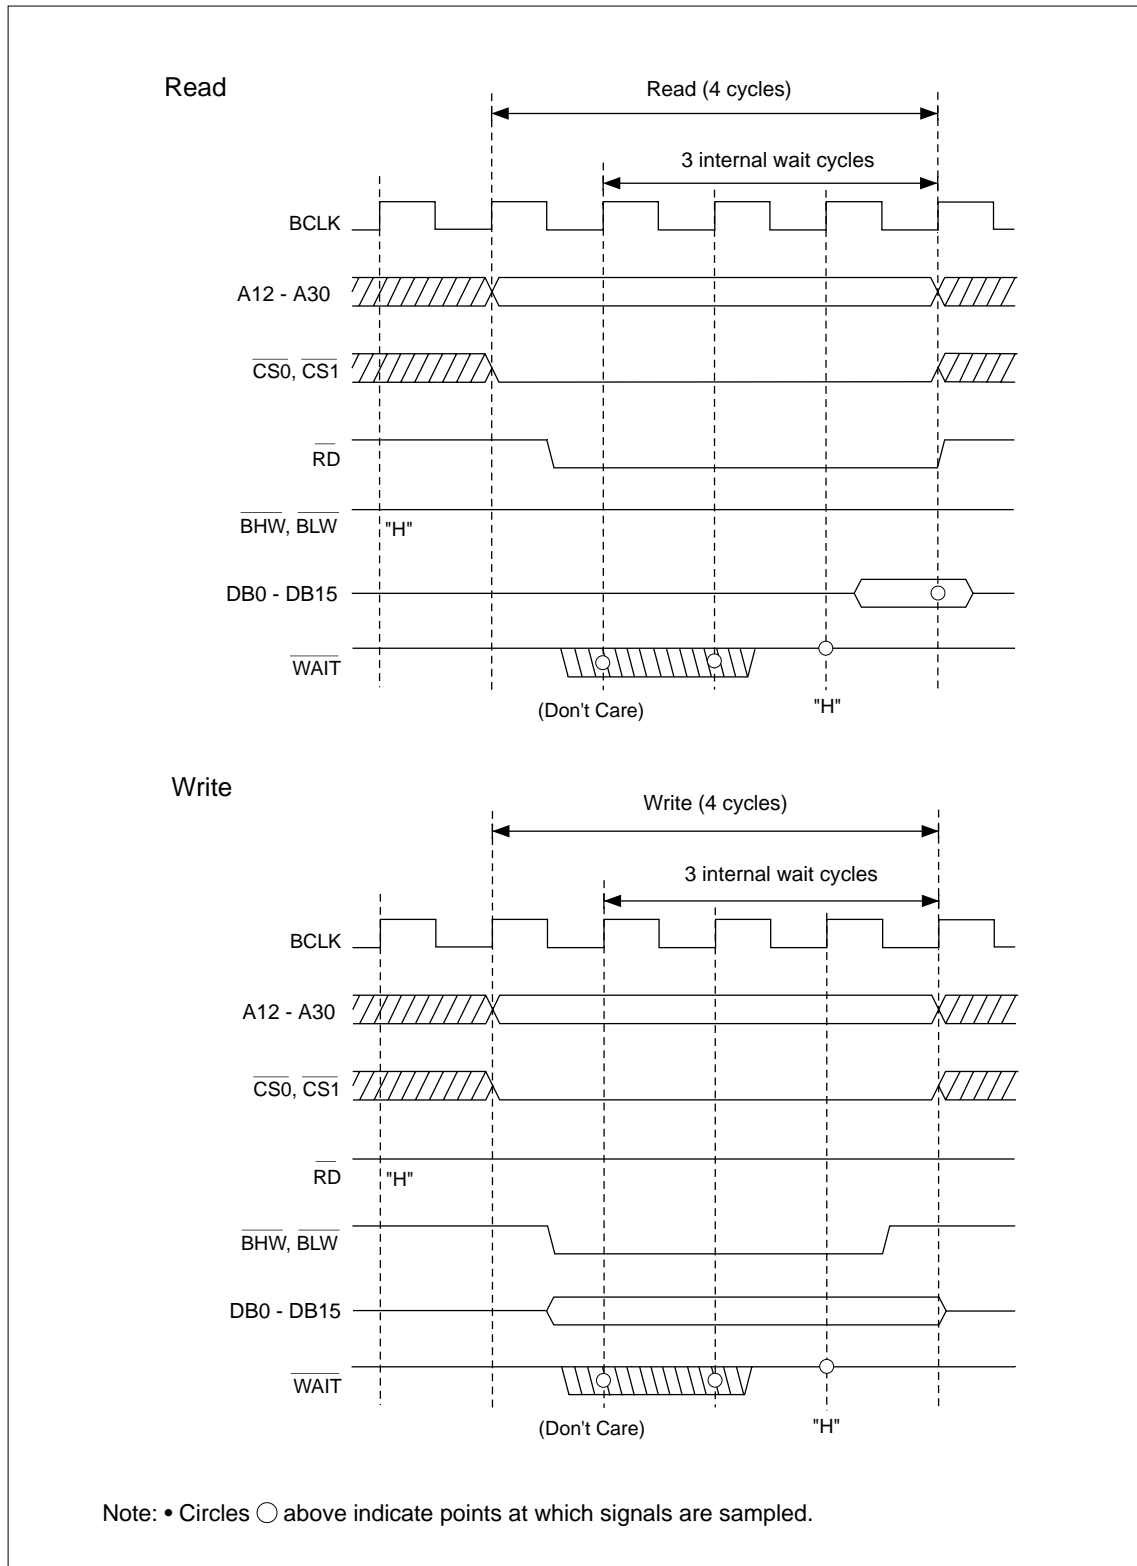 Read
Read (4 cycles)
3 internal wait cycles
BCLK
A12 - A30
CS0, CS1
RD
BHW, BLW
"H"
DB0 - DB15
WAIT
(Don't Care)
"H"
Write
Write (4 cycles)
3 internal wait cycles
BCLK
A12 - A30
CS0, CS1
RD
"H"
BHW, BLW
DB0 - DB15
WAIT
(Don't Care)
"H"
Note: • Circles ○ above indicate points at which signals are sampled.